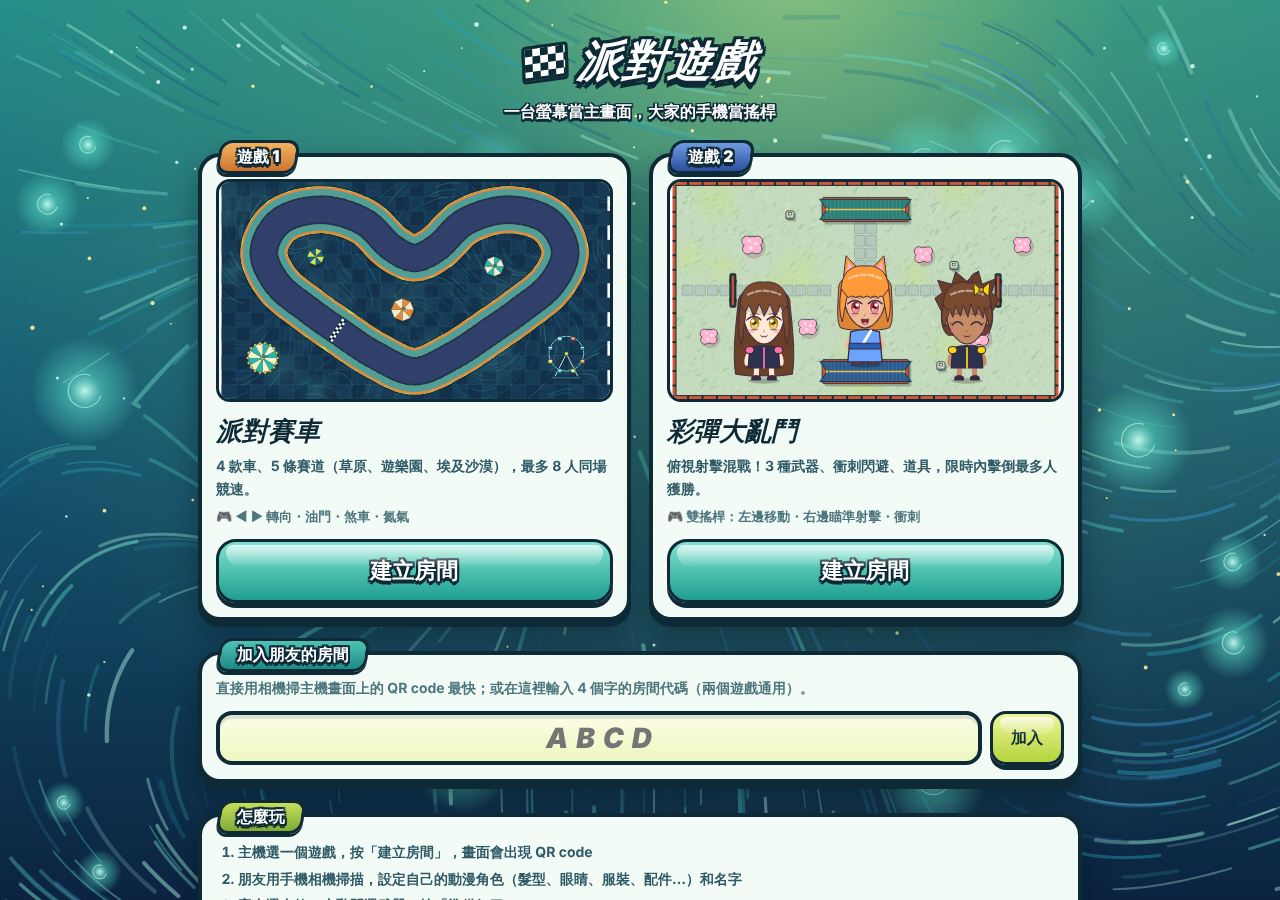 派對遊戲
一台螢幕當主畫面，大家的手機當搖桿
遊戲 1
派對賽車
4 款車、5 條賽道（草原、遊樂園、埃及沙漠），最多 8 人同場
競速。
🎮 ◀ ▶ 轉向・油門・煞車・氮氣
建立房間
遊戲 2
彩彈大亂鬥
俯視射擊混戰！3 種武器、衝刺閃避、道具，限時內擊倒最多人
獲勝。
🎮 雙搖桿：左邊移動・右邊瞄準射擊・衝刺
建立房間
加入朋友的房間
直接用相機掃主機畫面上的 QR code 最快；或在這裡輸入 4 個字的房間代碼（兩個遊戲通用）。
ABCD
加入
怎麼玩
1. 主機選一個遊戲，按「建立房間」，畫面會出現 QR code
2. 朋友用手機相機掃描，設定自己的動漫角色（髮型、眼睛、服裝、配件…）和名字